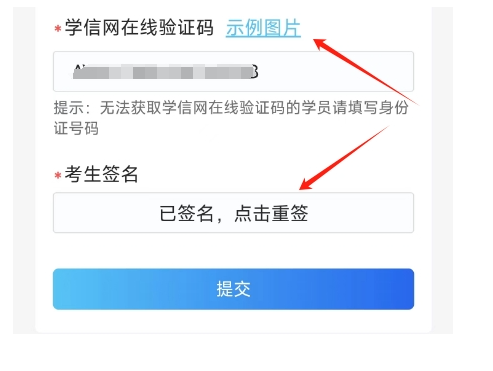 *学信网在线验证码 示例图片
提示：无法获取学信网在线验证码的学员请填写身份
证号码
*考生签名
已签名，点击重签
提交